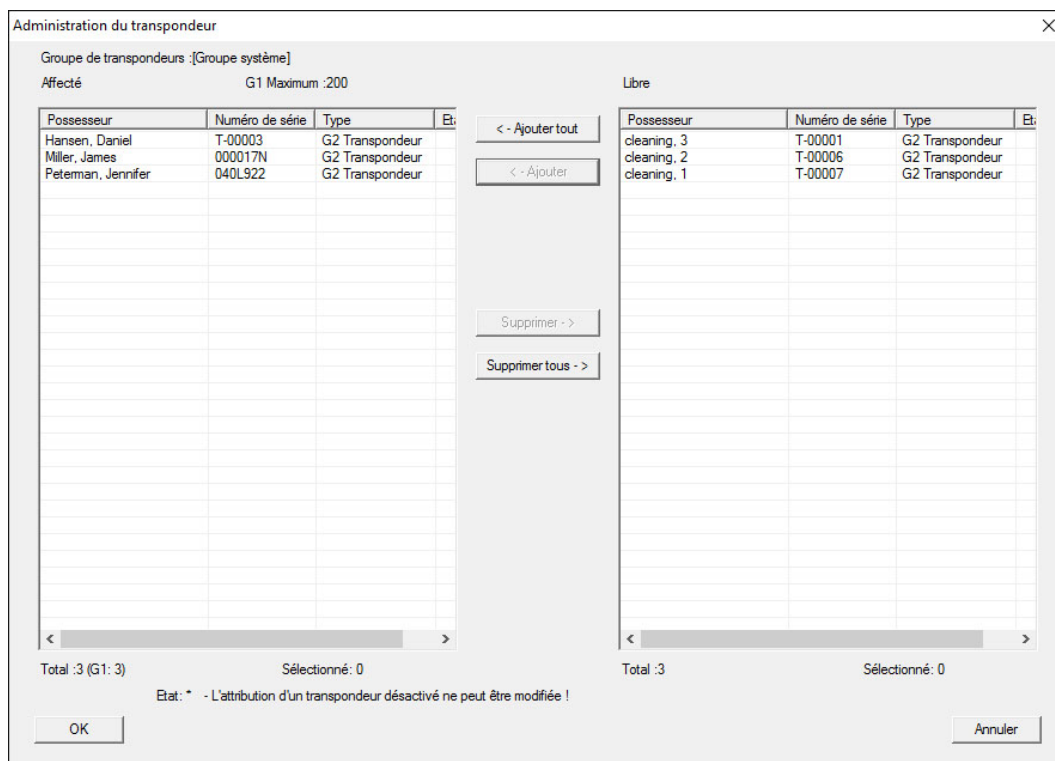 Administration du transpondeur
Groupe de transpondeurs :[Groupe système]
Affecté G1 Maximum :200 Libre
Possesseur Numéro de série Type Eta
Hansen, Daniel T-00003 G2 Transpondeur
Miller, James 000017N G2 Transpondeur
Peterman, Jennifer 040L922 G2 Transpondeur
< - Ajouter tout
< - Ajouter
Supprimer - >
Supprimer tous - >
Possesseur Numéro de série Type Et
cleaning, 3 T-00001 G2 Transpondeur
cleaning, 2 T-00006 G2 Transpondeur
cleaning, 1 T-00007 G2 Transpondeur
Total :3 (G1: 3) Sélectionné: 0 Total :3 Sélectionné: 0
Etat: * - L'attribution d'un transpondeur désactivé ne peut être modifiée !
OK Annuler